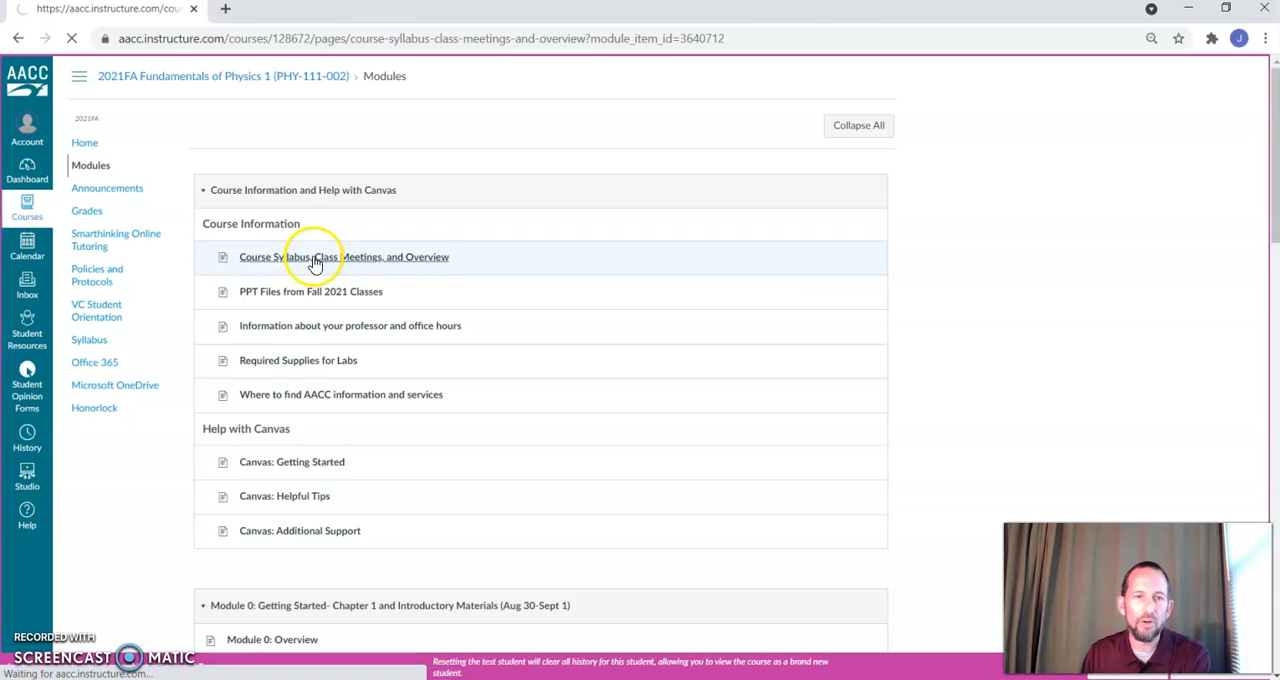 https://aacc.instructure.com/cou
aacc.instructure.com/courses/128672/pages/course-syllabus-class-meetings-and-overview?module_item_id=3640712
J
AACC
2021FA Fundamentals of Physics 1 (PHY-111-002) › Modules
Account
Dashboard
Courses
Calendar
Inbox
Student
Resources
Student
Opinion
Forms
History
Studio
Help
2021FA
Home
Modules
Announcements
Grades
Smarthinking Online
Tutoring
Policies and
Protocols
VC Student
Orientation
Syllabus
Office 365
Microsoft OneDrive
Honorlock
Collapse All
Course Information and Help with Canvas
Course Information
Course Syllabus, Class Meetings, and Overview
PPT Files from Fall 2021 Classes
Information about your professor and office hours
Required Supplies for Labs
Where to find AACC information and services
Help with Canvas
Canvas: Getting Started
Canvas: Helpful Tips
Canvas: Additional Support
Module 0: Getting Started- Chapter 1 and Introductory Materials (Aug 30-Sept 1)
Module 0: Overview
RECORDED WITH
SCREENCAST MATIC
Resetting the test student will clear all history for this student, allowing you to view the course as a brand new
student.
Waiting for aacc.instructure.com...